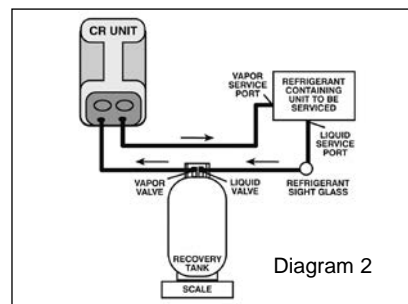 CR UNIT
VAPOR
SERVICE
PORT
REFRIGERANT
CONTAINING
UNIT TO BE
SERVICED
LIQUID
SERVICE
PORT
VAPOR
VALVE
LIQUID
VALVE
REFRIGERANT
SIGHT GLASS
RECOVERY
TANK
SCALE
Diagram 2